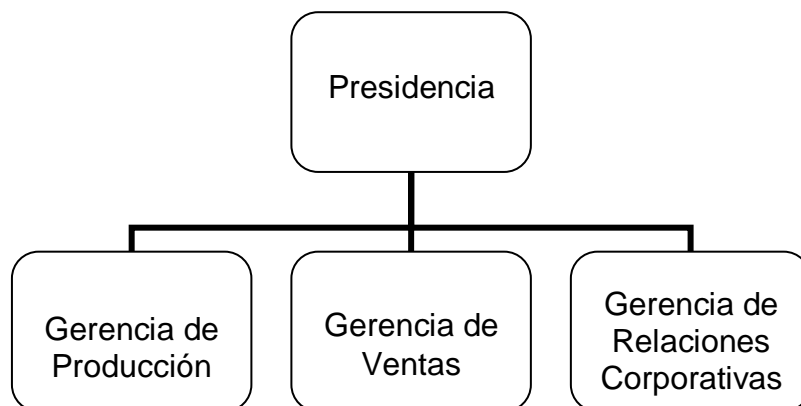 Presidencia
Gerencia de
Producción
Gerencia de
Ventas
Gerencia de
Relaciones
Corporativas